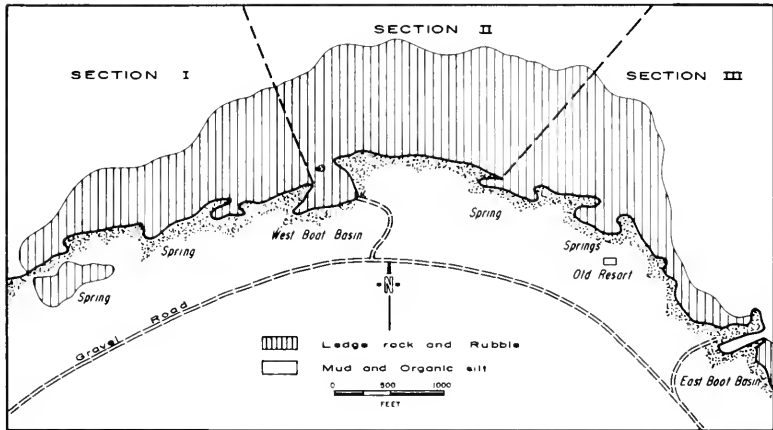 SECTION II
SECTION I
SECTION III
Spring
West Boat Basin
Spring
Springs
Old Resort
Spring
N
Gravel Road
Ledge rock and Rubble
Mud and Organic silt
East Boat Basin
0 500 1000
FEET